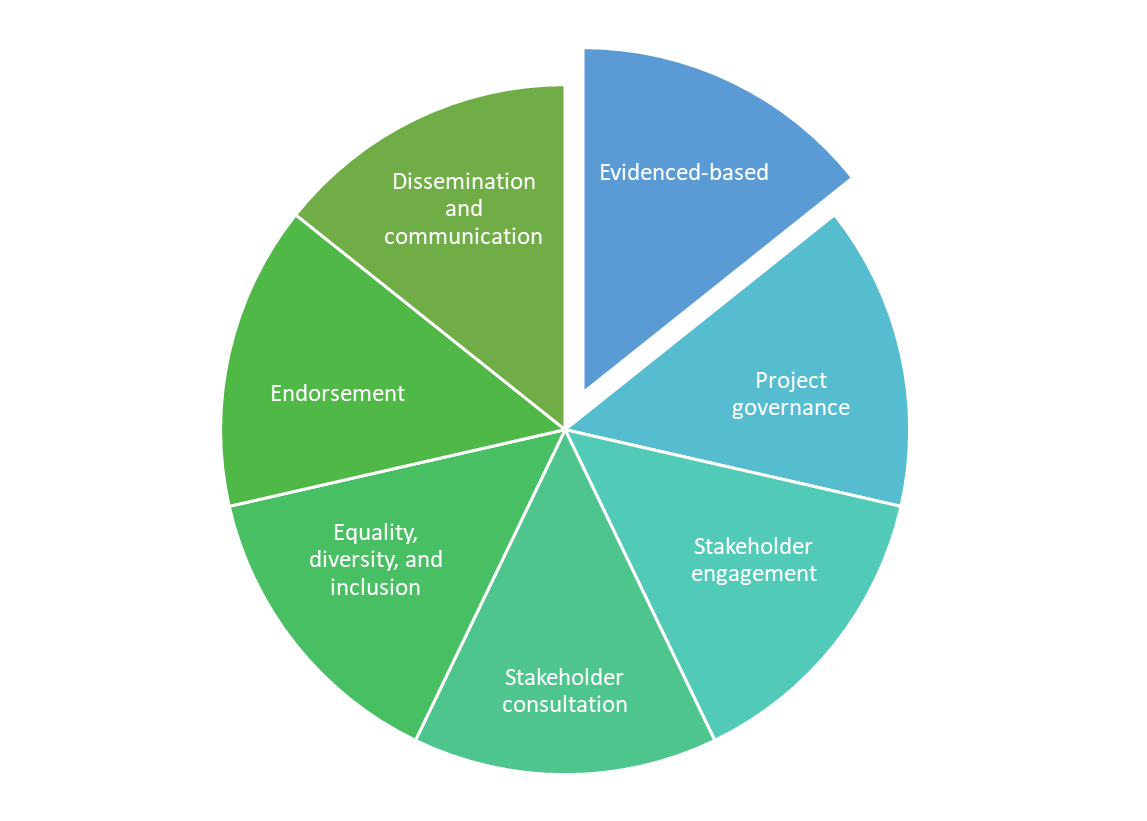 Evidenced-based
Project
governance
Stakeholder
engagement
Stakeholder
consultation
Equality,
diversity, and
inclusion
Endorsement
Dissemination
and
communication